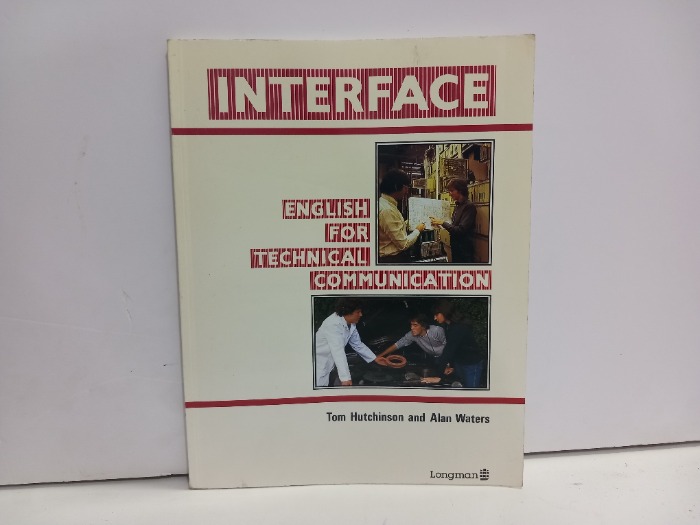 INTERFACE
ENGLISH
FOR
TECHNICAL
COMMUNICATION
Tom Hutchinson and Alan Waters
Longman